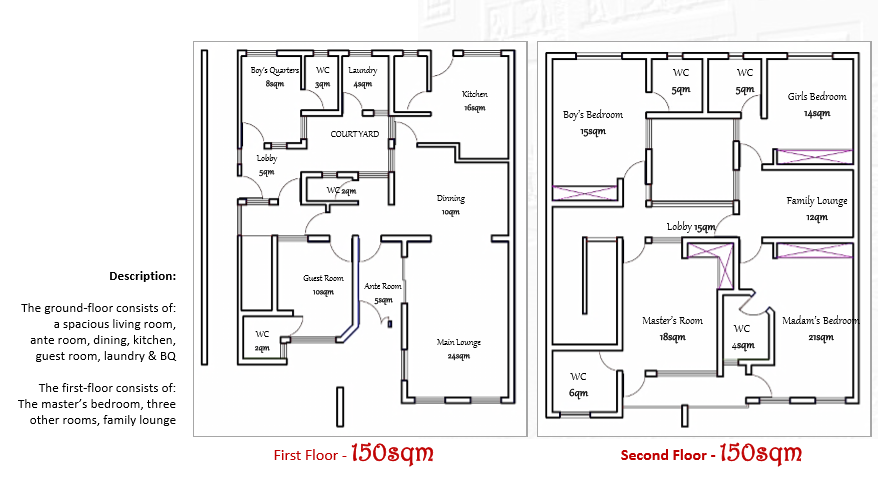 Description:
The ground-floor consists of:
a spacious living room,
ante room, dining, kitchen,
guest room, laundry & BQ
The first-floor consists of:
The master's bedroom, three
other rooms, family lounge
Boy's Quarters
8sqm
WC
3qm
Laundry
4sqm
Kitchen
16sqm
COURTYARD
Lobby
5qm
WC 2qm
Dinning
10qm
Guest Room
10sqm
Ante Room
5sqm
WC
2qm
Main Lounge
24sqm
First Floor - 150sqm
WC
5qm
WC
5qm
Boy's Bedroom
15sqm
Girls Bedroom
14sqm
Family Lounge
12qm
Lobby 15qm
Master's Room
18sqm
WC
4sqm
Madam's Bedroom
21sqm
WC
6qm
Second Floor - 150sqm